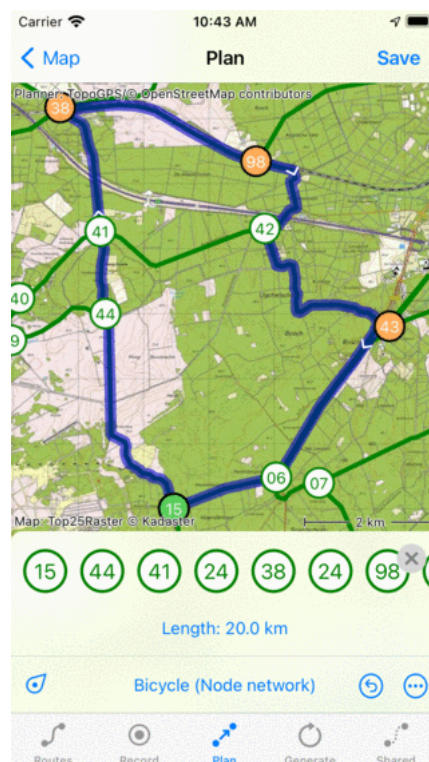 Carrier 10:43 AM
Map Plan Save
Planner: TopoGPS/© OpenStreetMap contributors
38
98
41
42
40
44
43
9
06
07
15
Map: Top25Raster © Kadaster 2 km
15 44 41 24 38 24 98
Length: 20.0 km
Bicycle (Node network)
Routes Record Plan Generate Shared